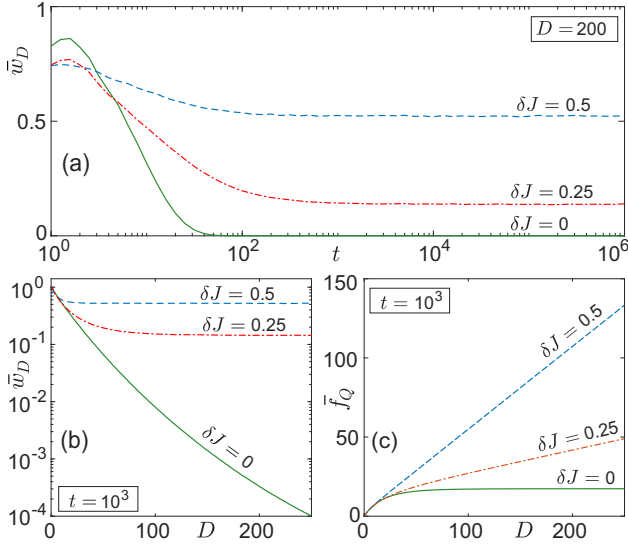 1
D = 200
w̄_D
0.5
δJ = 0.5
(a)
δJ = 0.25
δJ = 0
0
10^0 10^2 t 10^4 10^6
10^0
δJ = 0.5
10^-1
δJ = 0.25
w̄_D
10^-2
δJ = 0
10^-3
(b)
t = 10^3
10^-4
0 100 D 200
150
t = 10^3
δJ = 0.5
100
f̄_Q
δJ = 0.25
50
(c)
δJ = 0
0
0 100 D 200